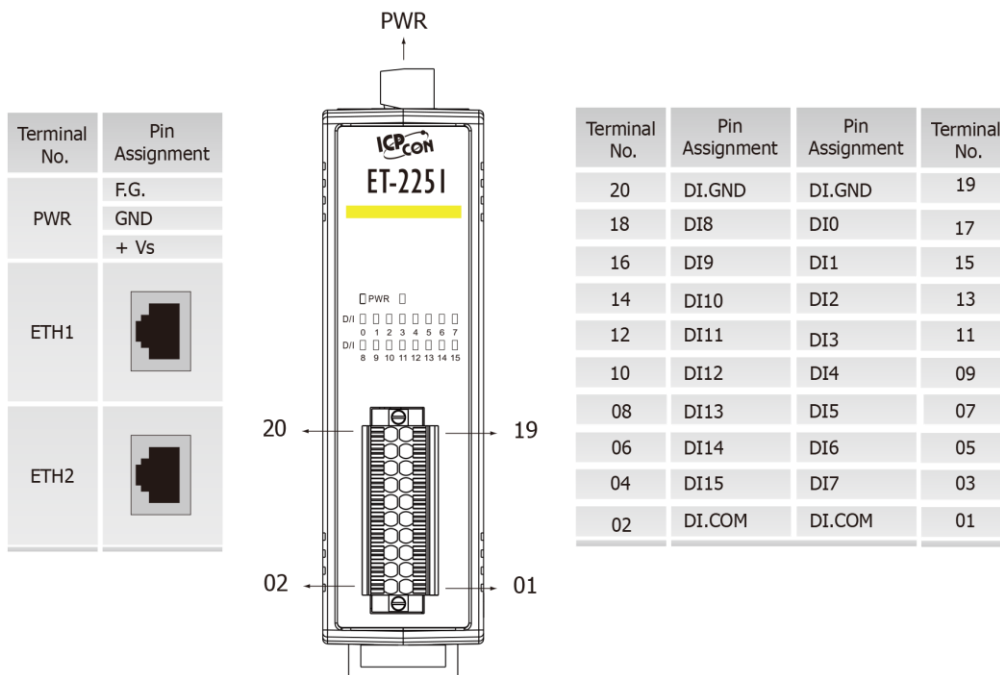 PWR
Terminal No. Pin Assignment
PWR F.G.
GND
+ Vs
ETH1
ETH2
ICP CON
ET-2251
PWR
D/I
0 1 2 3 4 5 6 7
D/I
8 9 10 11 12 13 14 15
20 19
02 01
Terminal No. Pin Assignment Pin Assignment Terminal No.
20 DI.GND DI.GND 19
18 DI8 DI0 17
16 DI9 DI1 15
14 DI10 DI2 13
12 DI11 DI3 11
10 DI12 DI4 09
08 DI13 DI5 07
06 DI14 DI6 05
04 DI15 DI7 03
02 DI.COM DI.COM 01